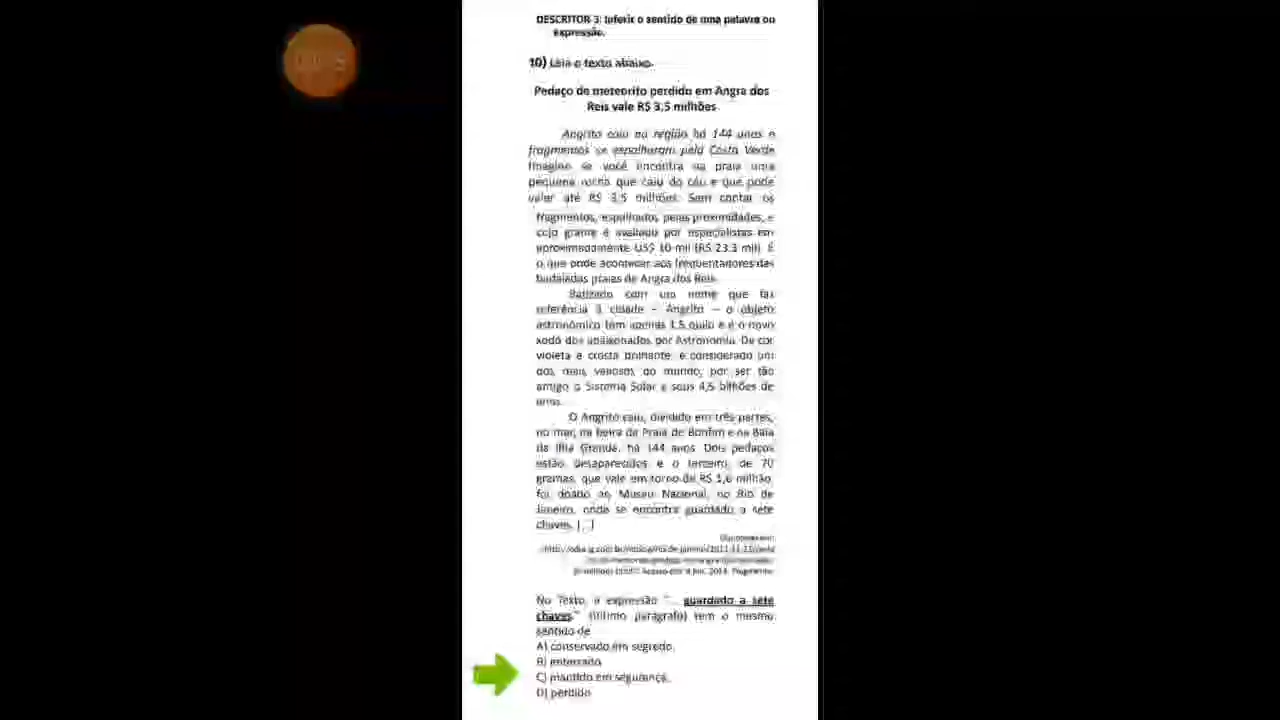 DESCRITOR 3: Inferir o sentido de uma palavra ou
expressão.
10) Leia o texto abaixo.
Pedaço de meteorito perdido em Angra dos
Reis vale R$ 3,5 milhões
Angrito caiu na região há 144 anos e
fragmentos se espalharam pela Costa Verde
Imagine se você encontra na praia uma
pequena rocha que caiu do céu e que pode
valer até R$ 3,5 milhões. Sem contar os
fragmentos, espalhados pelas proximidades, e
cujo grama é avaliado por especialistas em
aproximadamente US$ 10 mil (R$ 23,3 mil). É
o que pode acontecer aos frequentadores das
badaladas praias de Angra dos Reis.
Batizado com um nome que faz
referência à cidade – Angrito – o objeto
astronômico tem apenas 1,5 quilo e é o novo
xodó dos apaixonados por Astronomia. De cor
violeta e crosta brilhante, é considerado um
dos mais valiosos do mundo, por ser tão
antigo o Sistema Solar e seus 4,5 bilhões de
anos.
O Angrito caiu, dividido em três partes,
no mar, na beira da Praia de Bonfim e na Baía
da Ilha Grande, há 144 anos. Dois pedaços
estão desaparecidos e o terceiro, de 70
gramas, que vale em torno de R$ 1,6 milhão,
foi doado ao Museu Nacional, no Rio de
Janeiro, onde se encontra guardado a sete
chaves. [...]
Disponível em:
Acesso em: 4 fev. 2014. Fragmento.
No Texto, a expressão "... guardado a sete
chaves" (último parágrafo) tem o mesmo
sentido de
A) conservado em segredo.
B) enterrado
C) mantido em segurança.
D) perdido